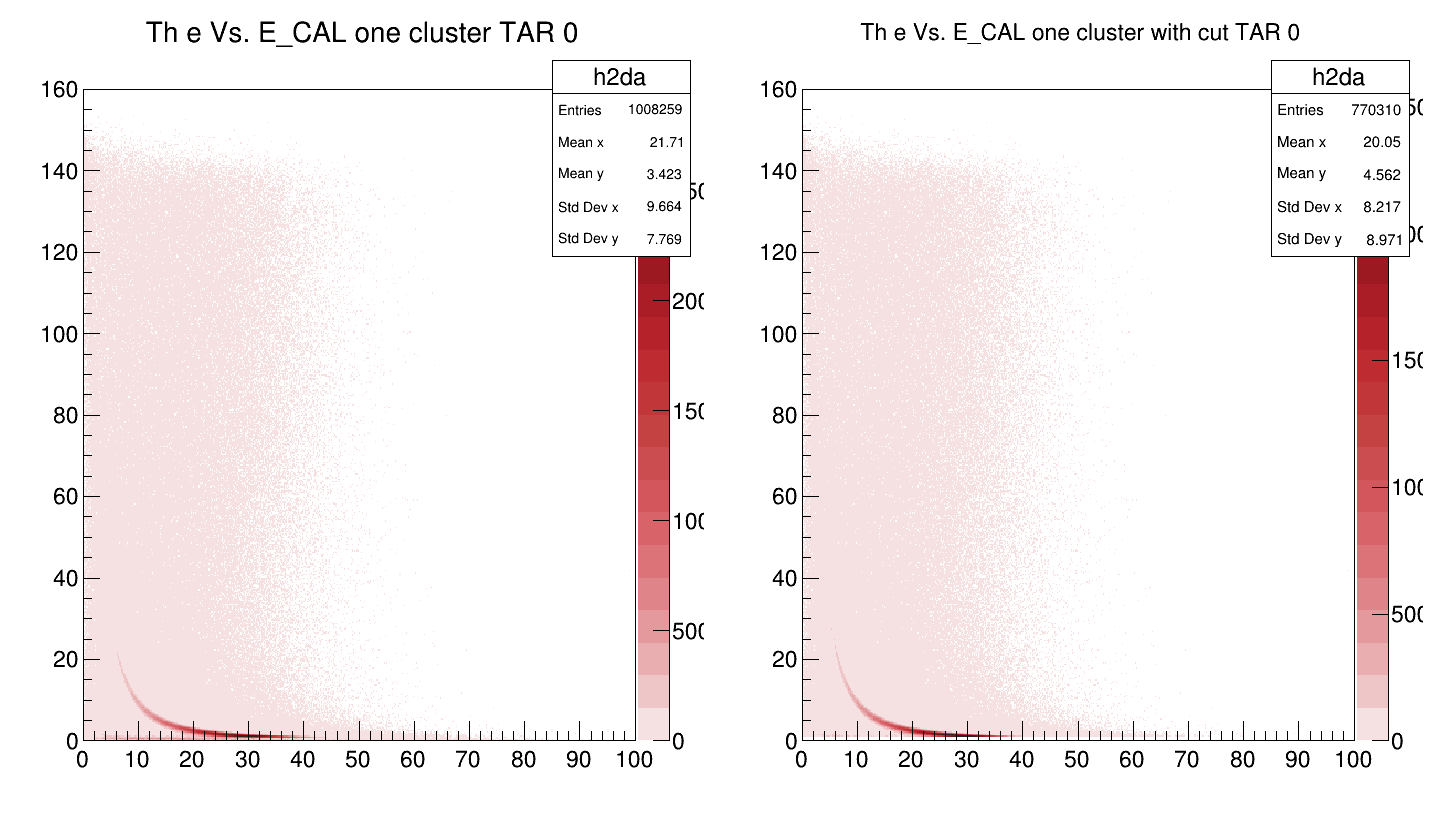 Th e Vs. E_CAL one cluster TAR 0
h2da
Entries 1008259
Mean x 21.71
Mean y 3.423
Std Dev x 9.664
Std Dev y 7.769
160
140
120
100
80
60
40
20
0
0 10 20 30 40 50 60 70 80 90 100
200
500
0
Th e Vs. E_CAL one cluster with cut TAR 0
h2da
Entries 770310
Mean x 20.05
Mean y 4.562
Std Dev x 8.217
Std Dev y 8.971
160
140
120
100
80
60
40
20
0
0 10 20 30 40 50 60 70 80 90 100
500
0